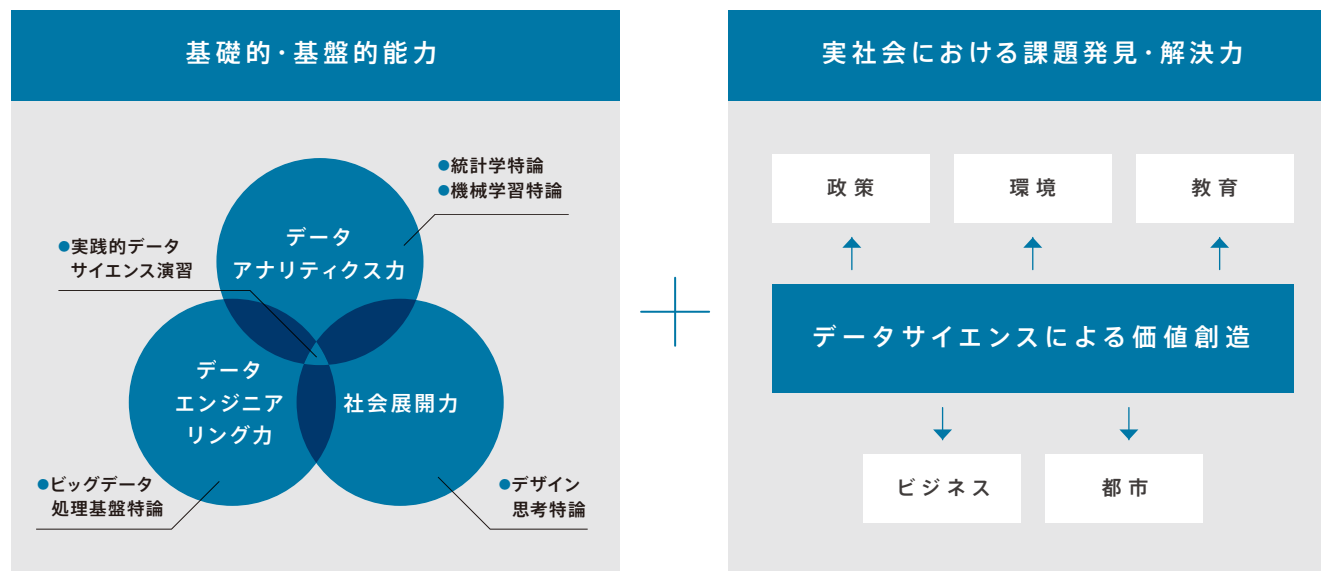 基礎的・基盤的能力
●統計学特論
●機械学習特論
●実践的データ
サイエンス演習
データ
アナリティクス力
データ
エンジニア
リング力
社会展開力
●ビッグデータ
処理基盤特論
●デザイン
思考特論
実社会における課題発見・解決力
政策
環境
教育
データサイエンスによる価値創造
ビジネス
都市